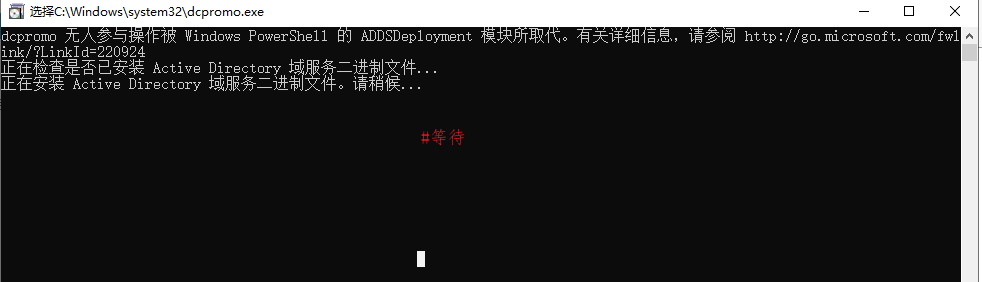 选择C:\Windows\system32\dcpromo.exe
dcpromo 无人参与操作被 Windows PowerShell 的 ADDSDeployment 模块所取代。有关详细信息，请参阅 http://go.microsoft.com/fwl
ink/?LinkId=220924
正在检查是否已安装 Active Directory 域服务二进制文件...
正在安装 Active Directory 域服务二进制文件。请稍候...
#等待